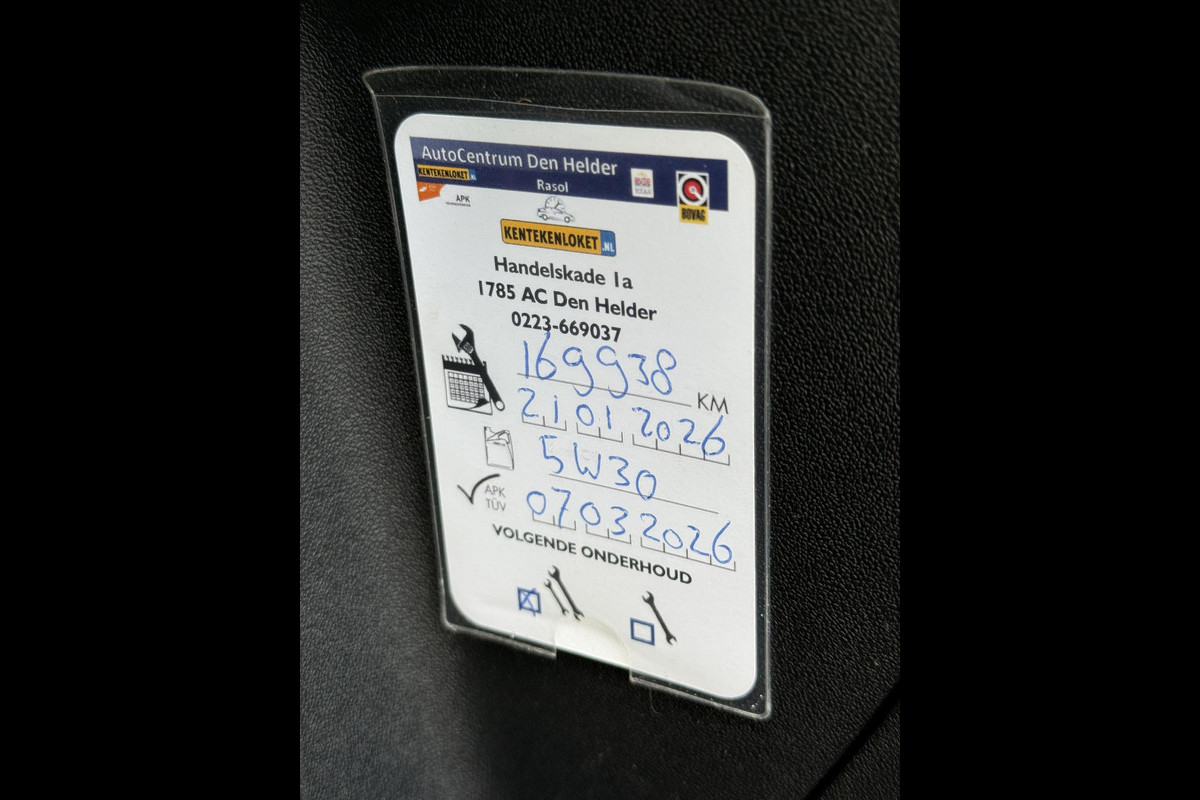 AutoCentrum Den Helder
KENTEKENLOKET.NL
Rasol
BOVAG
APK
KENTEKENLOKET.NL
Handelskade 1a
1785 AC Den Helder
0223-669037
169938 KM
21 01 2026
5W30
APK
TÜV
07 03 2026
VOLGENDE ONDERHOUD